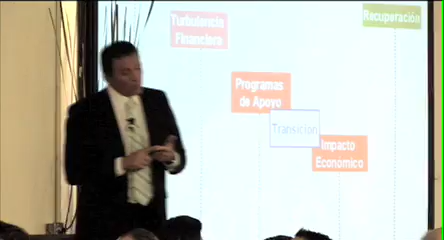 Turbulencia
Financiera
Recuperación
Programas
de Apoyo
Transición
Impacto
Económico